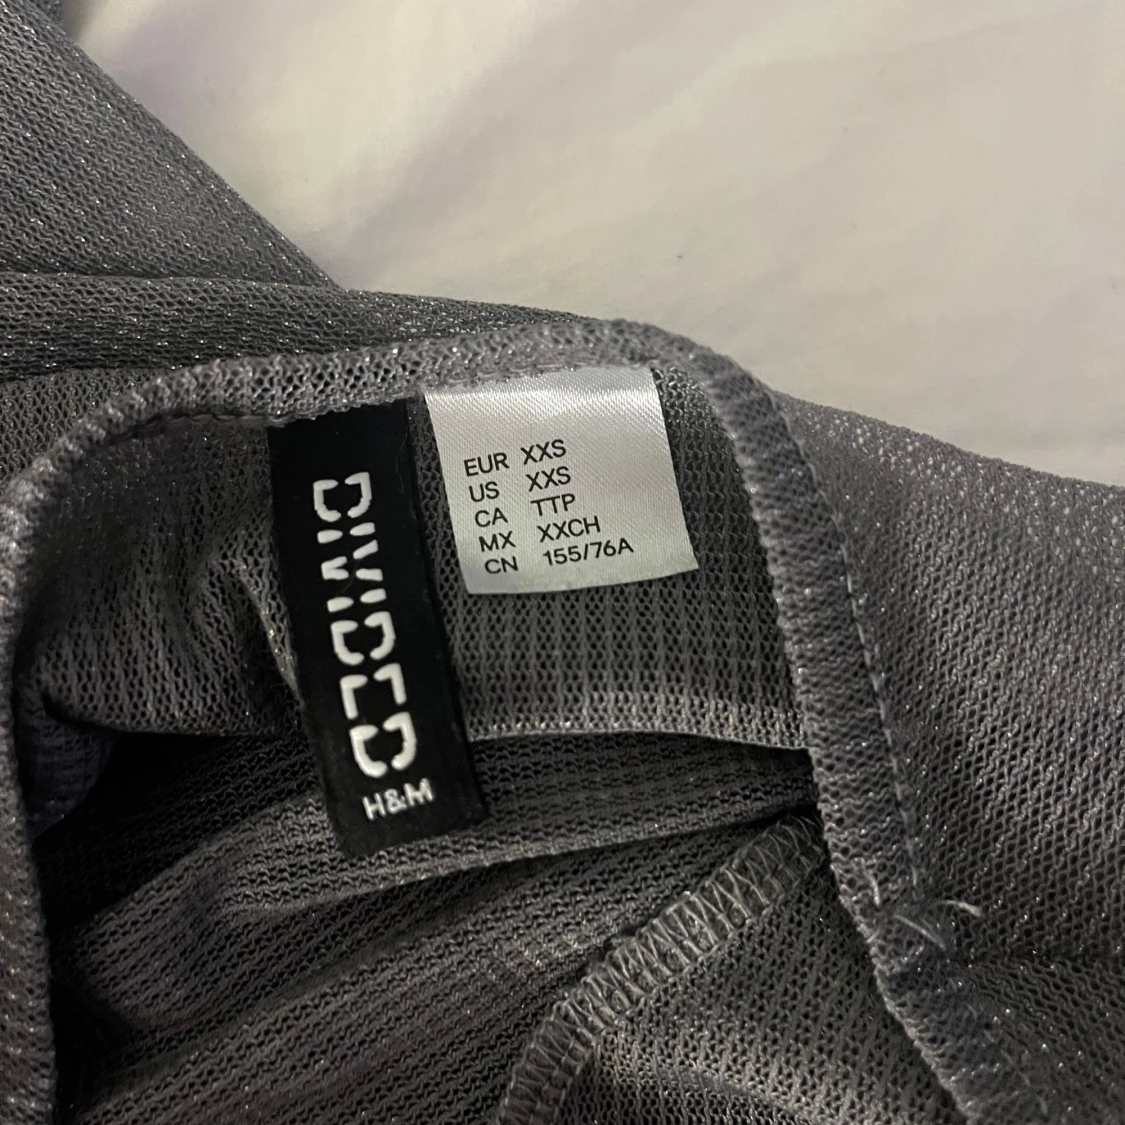 DIVIDED
H&M
EUR XXS
US XXS
CA TTP
MX XXCH
CN 155/76A